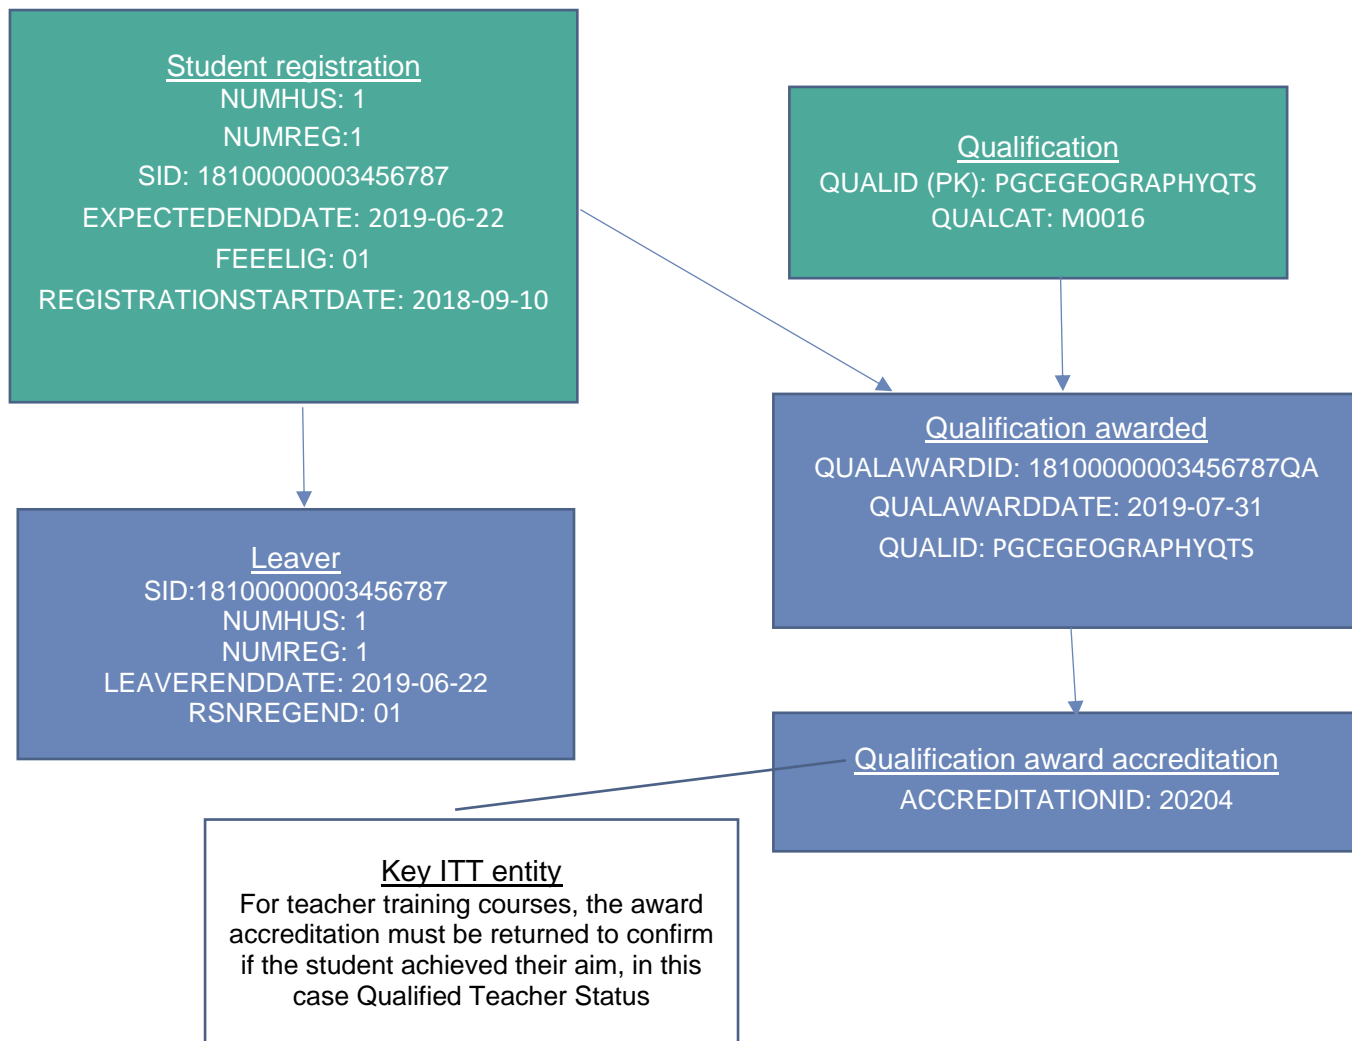 Student registration
NUMHUS: 1
NUMREG:1
SID: 18100000003456787
EXPECTEDENDDATE: 2019-06-22
FEEELIG: 01
REGISTRATIONSTARTDATE: 2018-09-10
Qualification
QUALID (PK): PGCEGEOGRAPHYQTS
QUALCAT: M0016
Qualification awarded
QUALAWARDID: 18100000003456787QA
QUALAWARDDATE: 2019-07-31
QUALID: PGCEGEOGRAPHYQTS
Leaver
SID:18100000003456787
NUMHUS: 1
NUMREG: 1
LEAVERENDDATE: 2019-06-22
RSNREGEND: 01
Qualification award accreditation
ACCREDITATIONID: 20204
Key ITT entity
For teacher training courses, the award
accreditation must be returned to confirm
if the student achieved their aim, in this
case Qualified Teacher Status